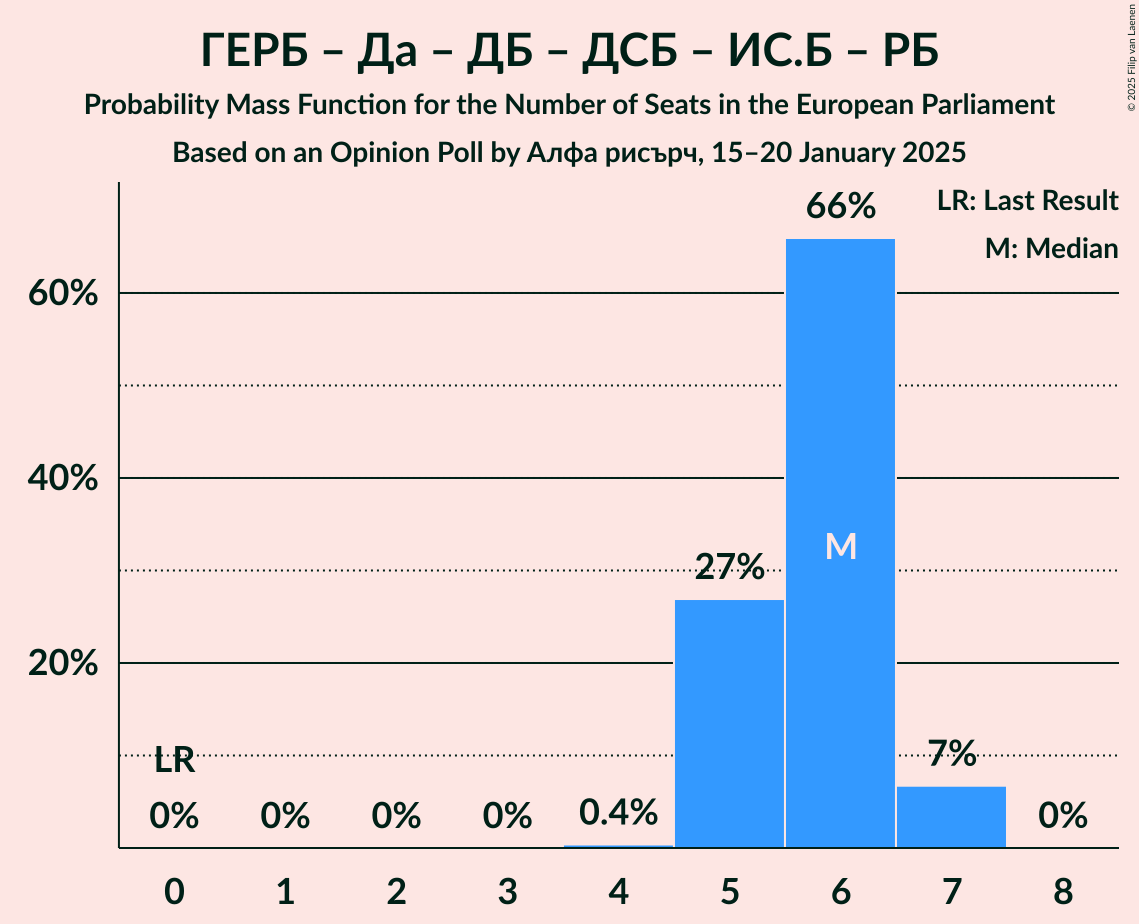 ГЕРБ – Да – ДБ – ДСБ – ИС.Б – РБ
Probability Mass Function for the Number of Seats in the European Parliament
Based on an Opinion Poll by Алфа рисърч, 15–20 January 2025
© 2025 Filip van Laenen
LR: Last Result
M: Median
66%
60%
40%
27%
M
20%
LR
7%
0%
0%
0%
0%
0.4%
0%
0 1 2 3 4 5 6 7 8